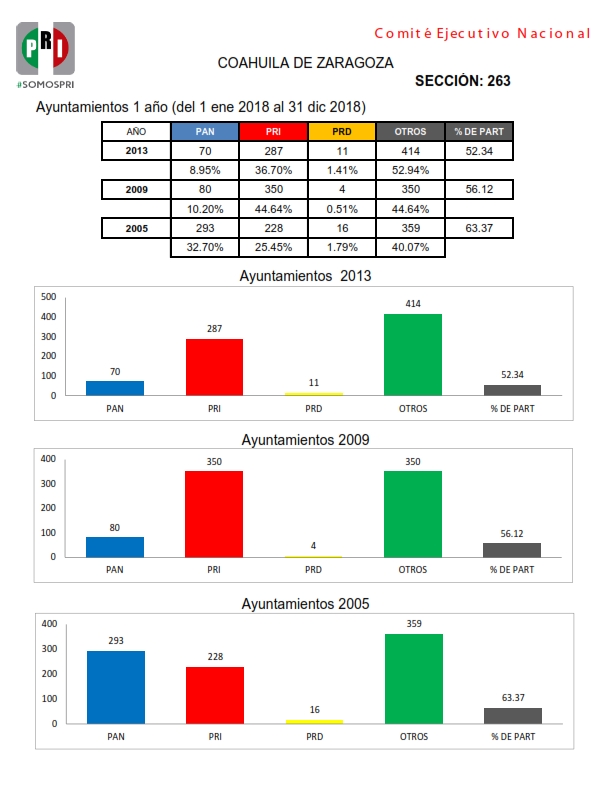 Comité Ejecutivo Nacional
PRI
#SOMOSPRI
COAHUILA DE ZARAGOZA
SECCIÓN: 263
Ayuntamientos 1 año (del 1 ene 2018 al 31 dic 2018)
AÑO PAN PRI PRD OTROS % DE PART
2013 70 287 11 414 52.34
8.95% 36.70% 1.41% 52.94%
2009 80 350 4 350 56.12
10.20% 44.64% 0.51% 44.64%
2005 293 228 16 359 63.37
32.70% 25.45% 1.79% 40.07%
Ayuntamientos 2013
500
400
300
200
100
0
70
287
11
414
52.34
PAN PRI PRD OTROS % DE PART
Ayuntamientos 2009
400
300
200
100
0
80
350
4
350
56.12
PAN PRI PRD OTROS % DE PART
Ayuntamientos 2005
400
300
200
100
0
293
228
16
359
63.37
PAN PRI PRD OTROS % DE PART